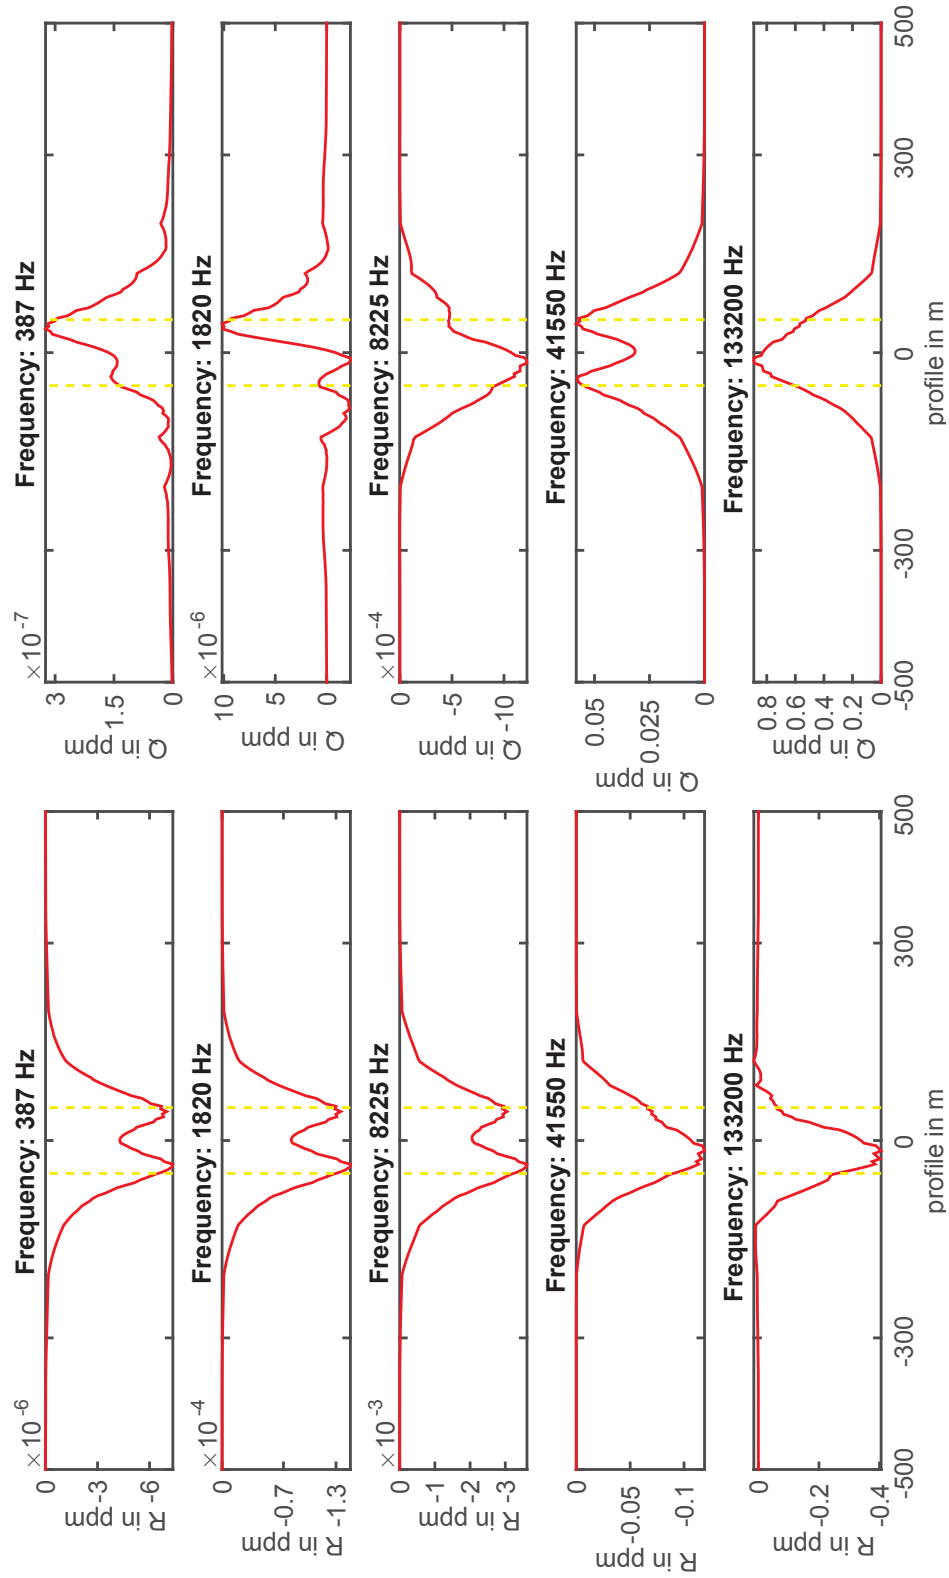 ×10⁻⁶
Frequency: 387 Hz
0
-3
-6
R in ppm
×10⁻⁷
Frequency: 387 Hz
3
1.5
0
Q in ppm
×10⁻⁴
Frequency: 1820 Hz
0
-0.7
-1.3
R in ppm
×10⁻⁶
Frequency: 1820 Hz
10
5
0
Q in ppm
×10⁻³
Frequency: 8225 Hz
0
-1
-2
-3
R in ppm
×10⁻⁴
Frequency: 8225 Hz
0
-5
-10
Q in ppm
Frequency: 41550 Hz
0
-0.05
-0.1
R in ppm
Frequency: 41550 Hz
0.05
0.025
0
Q in ppm
Frequency: 133200 Hz
0
-0.2
-0.4
R in ppm
-500 -300 0 300 500
profile in m
Frequency: 133200 Hz
0.8
0.6
0.4
0.2
0
Q in ppm
-500 -300 0 300 500
profile in m